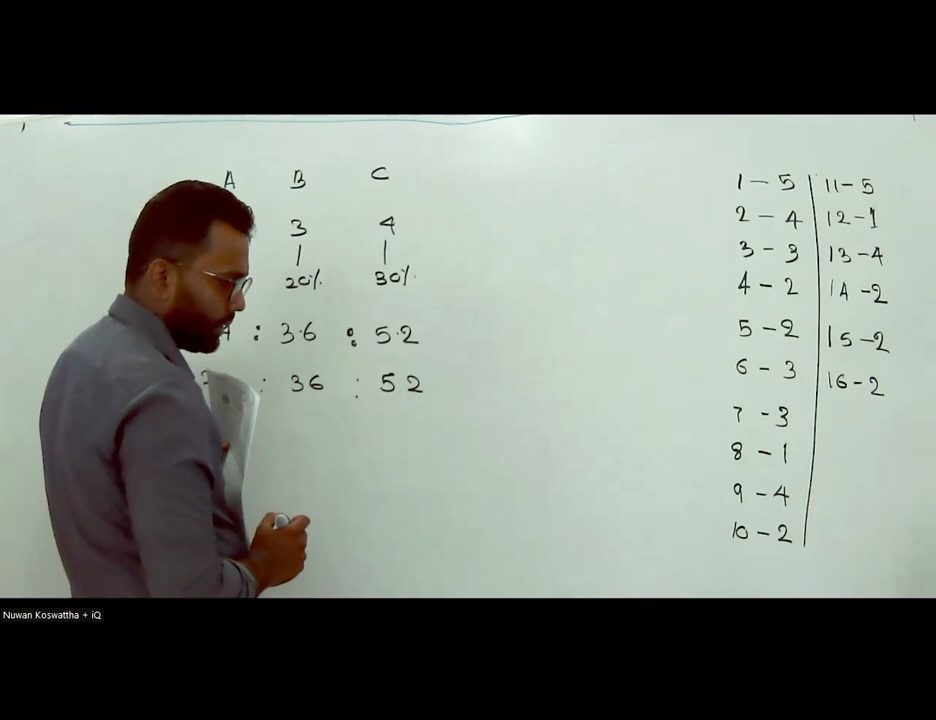 A B C
3 4
20% 30%
4 : 3.6 : 5.2
: 36 : 52
1 - 5
2 - 4
3 - 3
4 - 2
5 - 2
6 - 3
7 - 3
8 - 1
9 - 4
10 - 2
11 - 5
12 - 1
13 - 4
14 - 2
15 - 2
16 - 2
Nuwan Koswattha + iQ